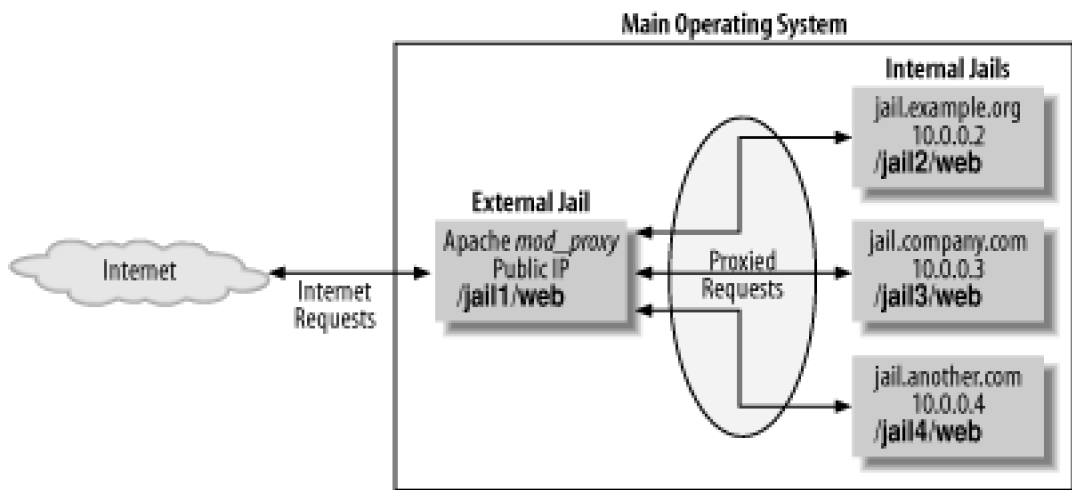 Main Operating System
Internal Jails
jail.example.org
10.0.0.2
/jail2/web
External Jail
Apache mod_proxy
Public IP
/jail1/web
Internet
Internet
Requests
Proxied
Requests
jail.company.com
10.0.0.3
/jail3/web
jail.another.com
10.0.0.4
/jail4/web